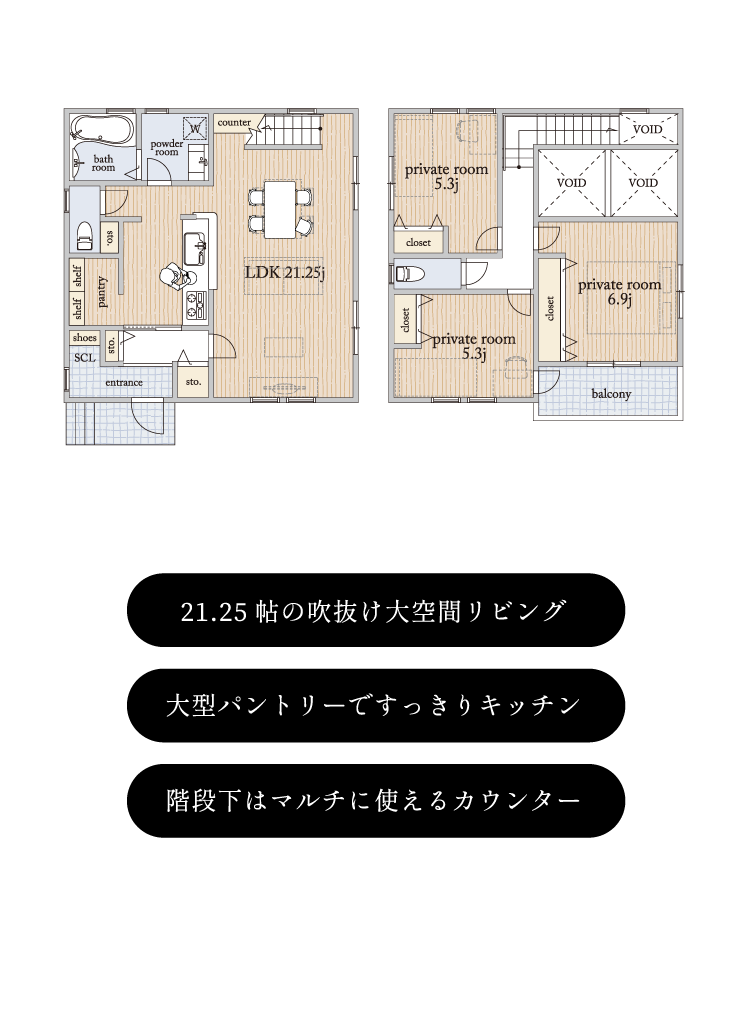 counter
W
bath
room
powder
room
sto.
shelf
shelf
pantry
LDK 21.25j
shoes
SCL
sto.
entrance
sto.
VOID
VOID
VOID
private room
5.3j
closet
closet
private room
6.9j
closet
private room
5.3j
balcony
21.25 帖の吹抜け大空間リビング
大型パントリーですっきりキッチン
階段下はマルチに使えるカウンター